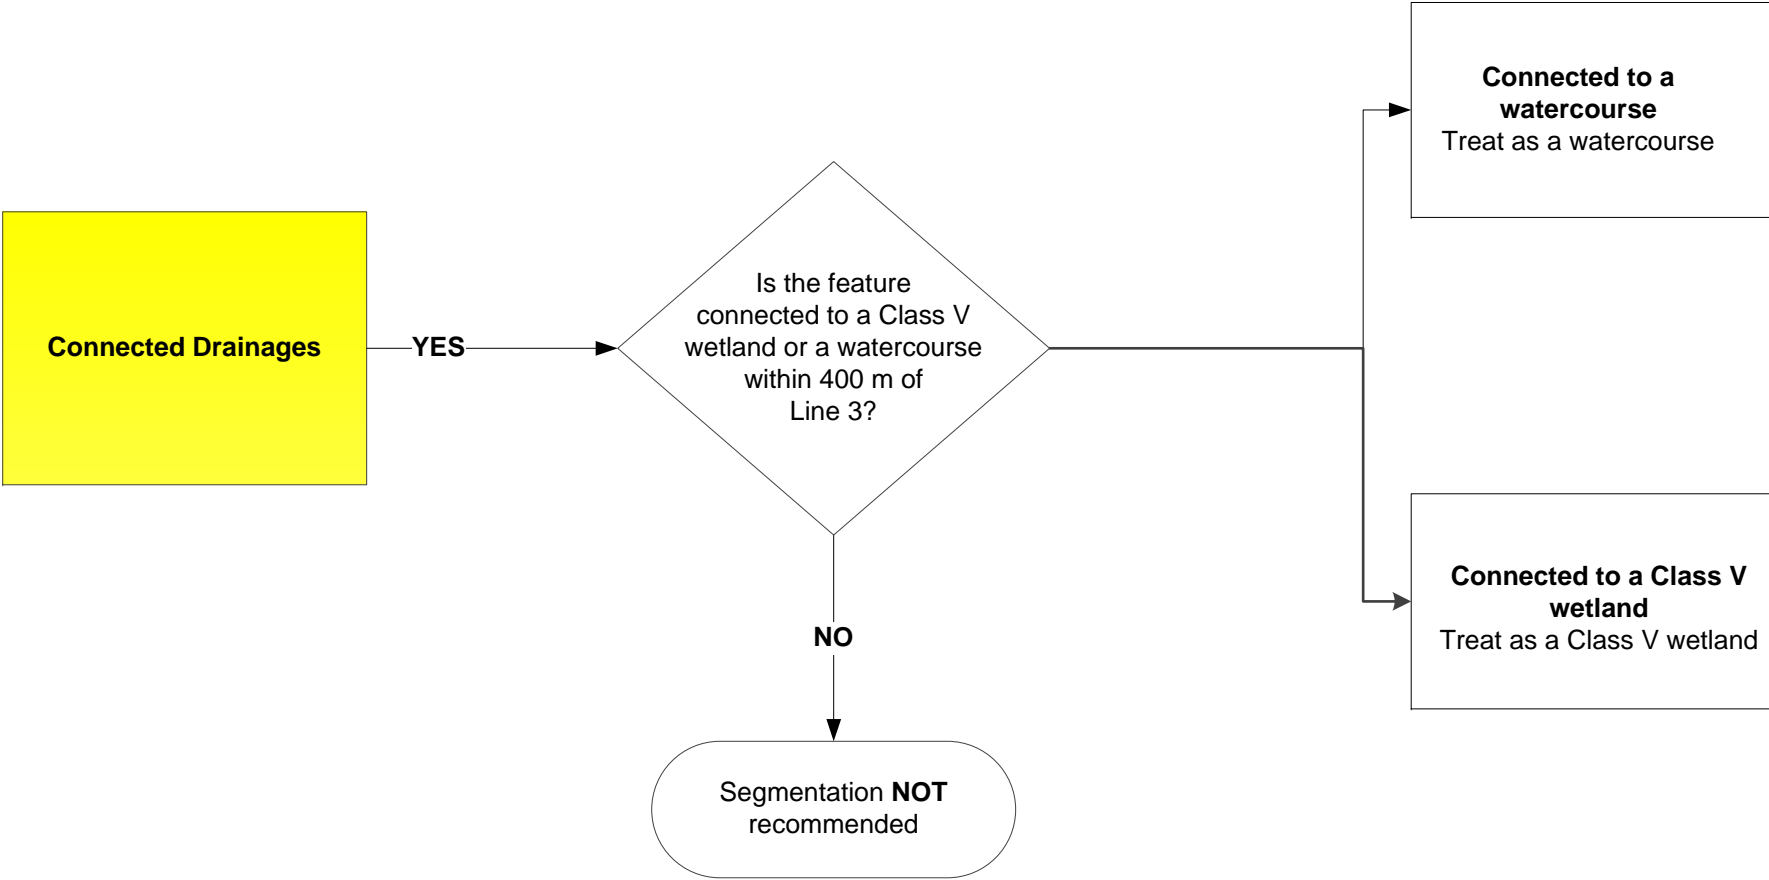 Connected Drainages
YES
Is the feature
connected to a Class V
wetland or a watercourse
within 400 m of
Line 3?
NO
Segmentation NOT
recommended
Connected to a
watercourse
Treat as a watercourse
Connected to a Class V
wetland
Treat as a Class V wetland